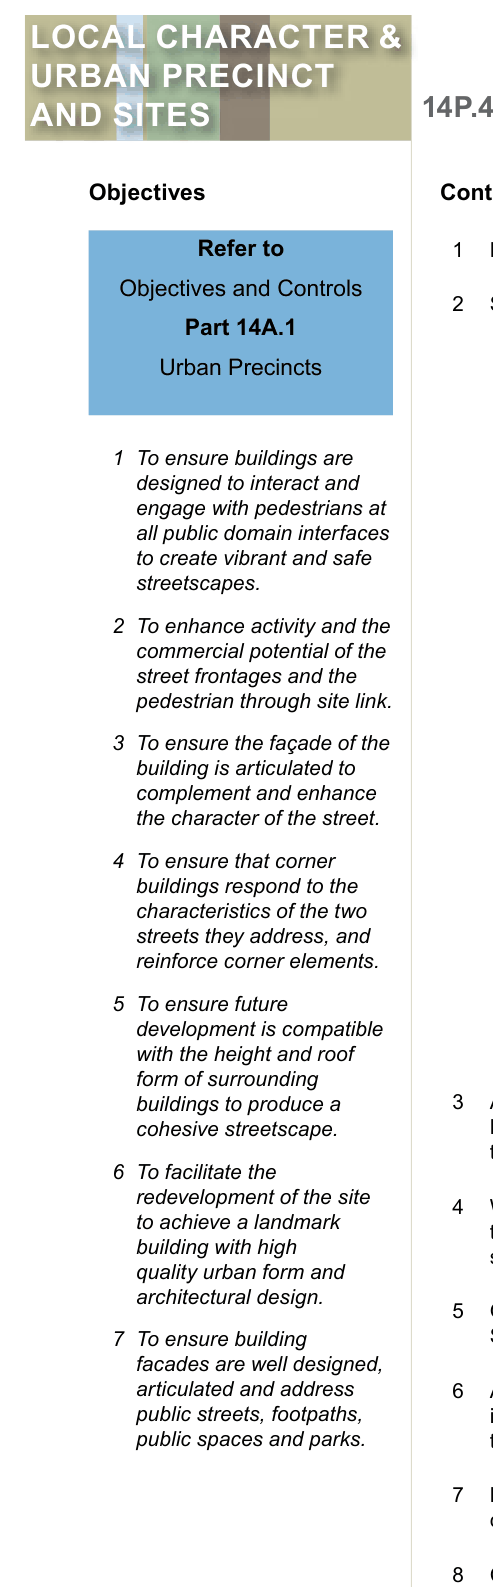 LOCAL CHARACTER &
URBAN PRECINCT
AND SITES
14P.4
Objectives
Refer to
Objectives and Controls
Part 14A.1
Urban Precincts
1 To ensure buildings are
designed to interact and
engage with pedestrians at
all public domain interfaces
to create vibrant and safe
streetscapes.
2 To enhance activity and the
commercial potential of the
street frontages and the
pedestrian through site link.
3 To ensure the façade of the
building is articulated to
complement and enhance
the character of the street.
4 To ensure that corner
buildings respond to the
characteristics of the two
streets they address, and
reinforce corner elements.
5 To ensure future
development is compatible
with the height and roof
form of surrounding
buildings to produce a
cohesive streetscape.
6 To facilitate the
redevelopment of the site
to achieve a landmark
building with high
quality urban form and
architectural design.
7 To ensure building
facades are well designed,
articulated and address
public streets, footpaths,
public spaces and parks.
Cont
1
2
3
4
5
6
7
8